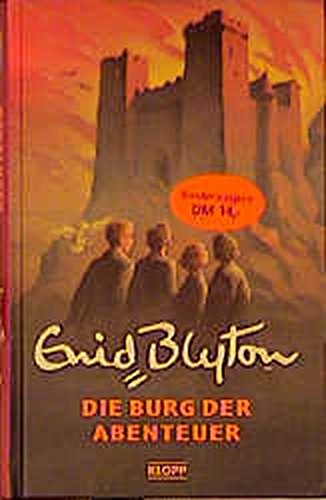 Sonderausgabe
DM 14,-
Enid Blyton
DIE BURG DER
ABENTEUER
KLOPP